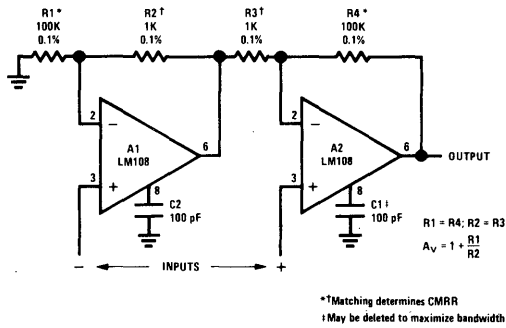 R1 * R2 † R3 † R4 *
100K 1K 1K 100K
0.1% 0.1% 0.1% 0.1%
2 − 2 −
A1 6 A2 6 OUTPUT
LM108 LM108
3 + 8 3 + 8
C2 C1 ‡
100 pF 100 pF
R1 = R4; R2 = R3
AV = 1 + R1
R2
− INPUTS +
*†Matching determines CMRR
‡ May be deleted to maximize bandwidth